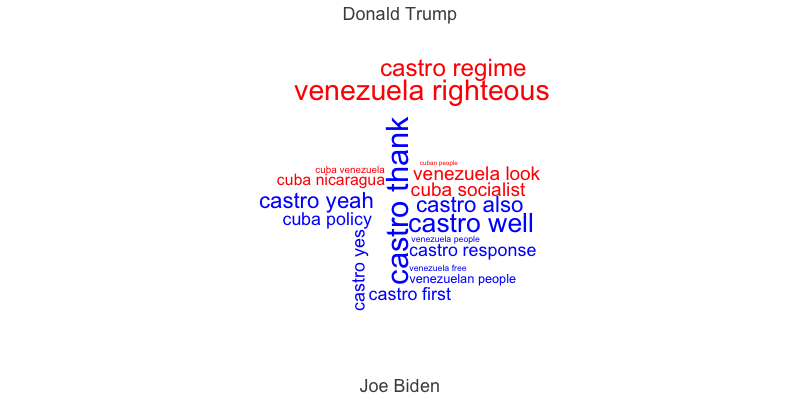 Donald Trump
castro regime
venezuela righteous
castro thank
cuban people
cuba venezuela
venezuela look
cuba nicaragua
cuba socialist
castro yeah
castro also
cuba policy
castro well
castro yes
venezuela people
castro response
venezuela free
venezuelan people
castro first
Joe Biden